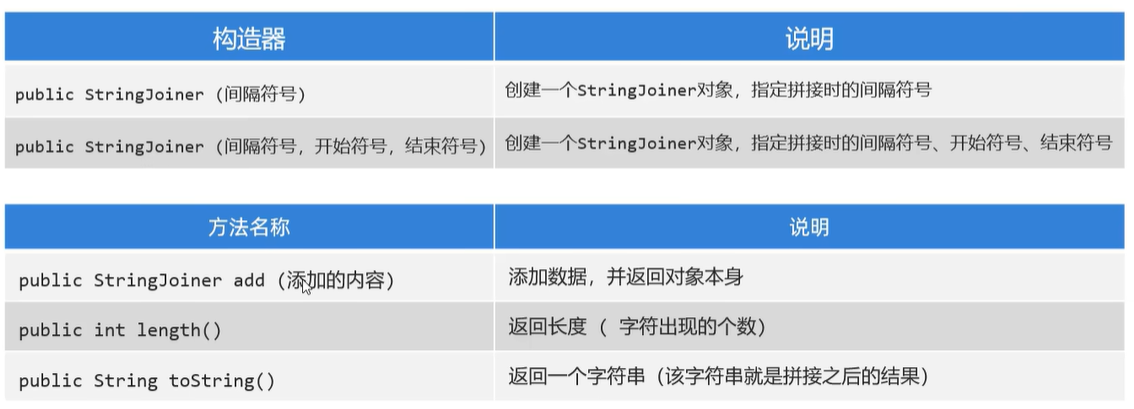 构造器 说明
public StringJoiner (间隔符号) 创建一个StringJoiner对象，指定拼接时的间隔符号
public StringJoiner (间隔符号，开始符号，结束符号) 创建一个StringJoiner对象，指定拼接时的间隔符号、开始符号、结束符号
方法名称 说明
public StringJoiner add (添加的内容) 添加数据，并返回对象本身
public int length() 返回长度 ( 字符出现的个数)
public String toString() 返回一个字符串（该字符串就是拼接之后的结果）